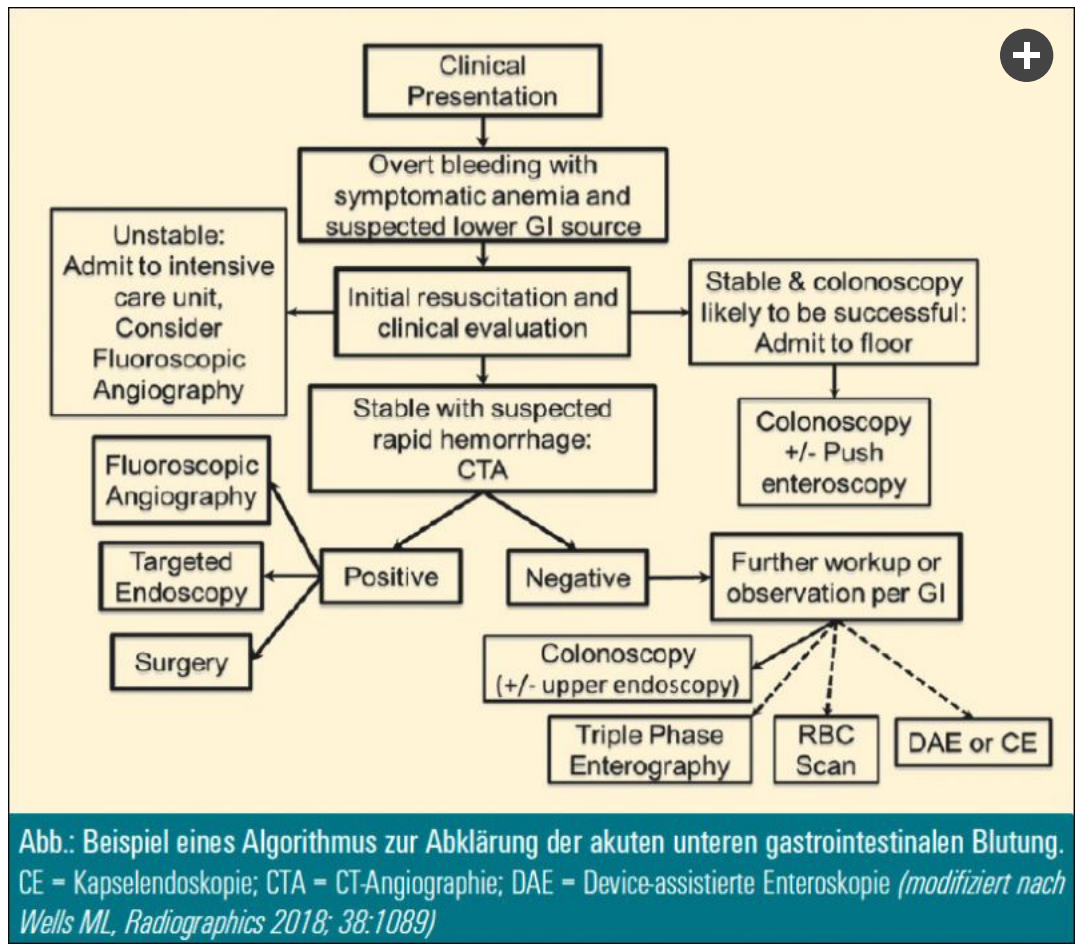 Clinical
Presentation
Overt bleeding with
symptomatic anemia and
suspected lower GI source
Unstable:
Admit to intensive
care unit,
Consider
Fluoroscopic
Angiography
Initial resuscitation and
clinical evaluation
Stable & colonoscopy
likely to be successful:
Admit to floor
Colonoscopy
+/- Push
enteroscopy
Stable with suspected
rapid hemorrhage:
CTA
Fluoroscopic
Angiography
Targeted
Endoscopy
Surgery
Positive
Negative
Further workup or
observation per GI
Colonoscopy
(+/- upper endoscopy)
Triple Phase
Enterography
RBC
Scan
DAE or CE
Abb.: Beispiel eines Algorithmus zur Abklärung der akuten unteren gastrointestinalen Blutung.
CE = Kapselendoskopie; CTA = CT-Angiographie; DAE = Device-assistierte Enteroskopie (modifiziert nach
Wells ML, Radiographics 2018; 38:1089)